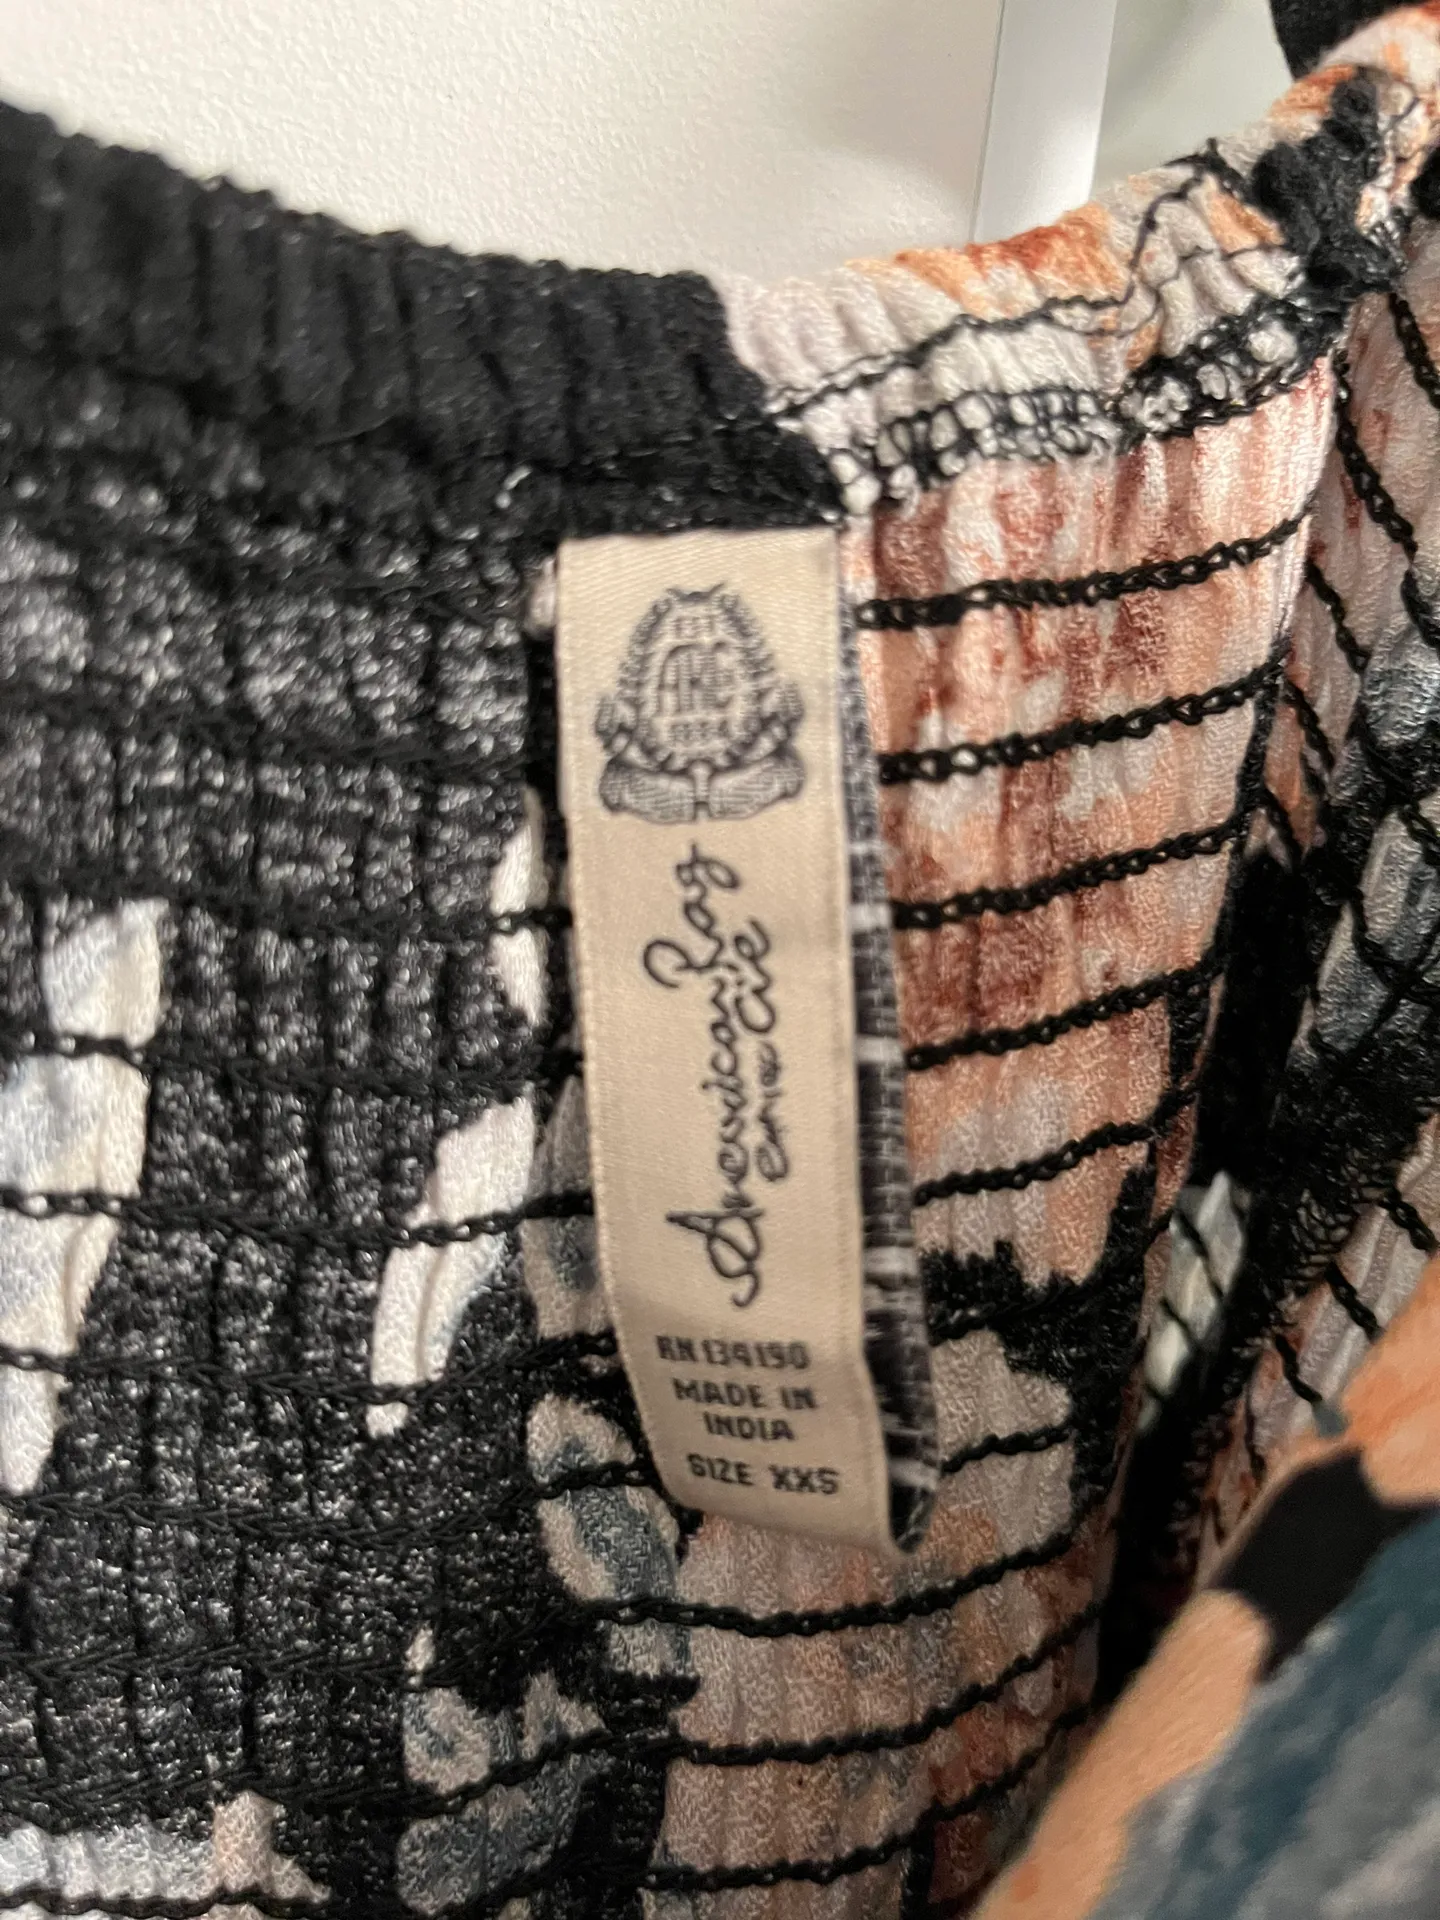 EST
ARC
1984
American Rag
CIE
RN 134190
MADE IN
INDIA
SIZE XXS